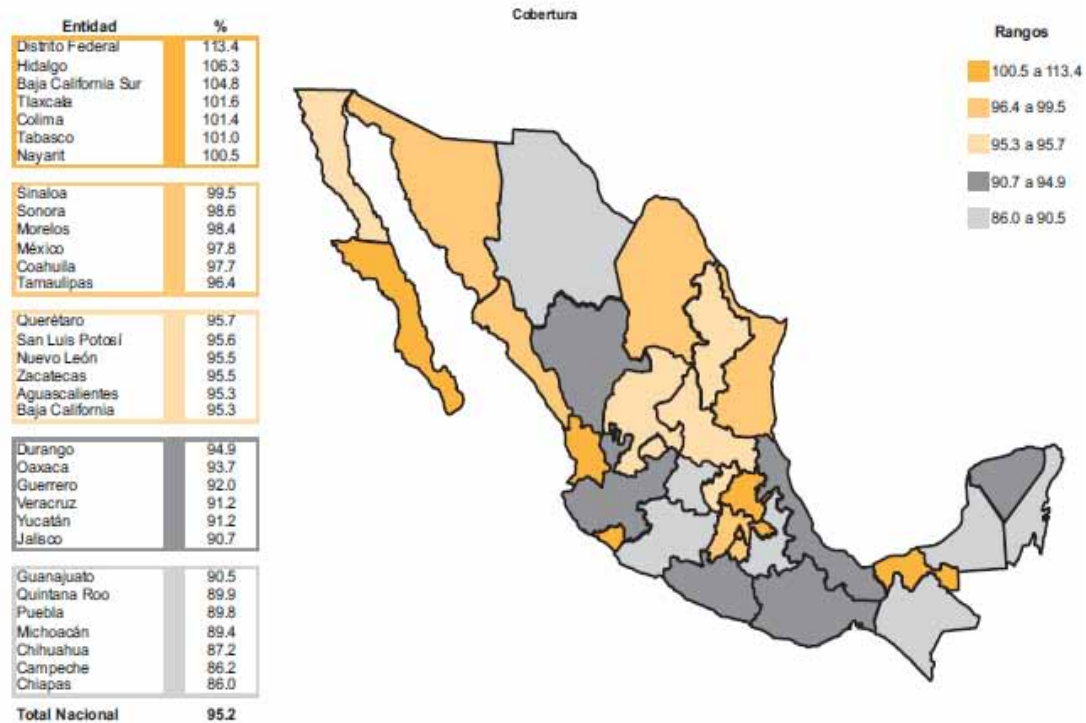 Cobertura
Entidad %
Distrito Federal 113.4
Hidalgo 106.3
Baja California Sur 104.8
Tlaxcala 101.6
Colima 101.4
Tabasco 101.0
Nayarit 100.5
Sinaloa 99.5
Sonora 98.6
Morelos 98.4
México 97.8
Coahuila 97.7
Tamaulipas 96.4
Querétaro 95.7
San Luis Potosí 95.6
Nuevo León 95.5
Zacatecas 95.5
Aguascalientes 95.3
Baja California 95.3
Durango 94.9
Oaxaca 93.7
Guerrero 92.0
Veracruz 91.2
Yucatán 91.2
Jalisco 90.7
Guanajuato 90.5
Quintana Roo 89.9
Puebla 89.8
Michoacán 89.4
Chihuahua 87.2
Campeche 86.2
Chiapas 86.0
Total Nacional 95.2
Rangos
100.5 a 113.4
96.4 a 99.5
95.3 a 95.7
90.7 a 94.9
86.0 a 90.5